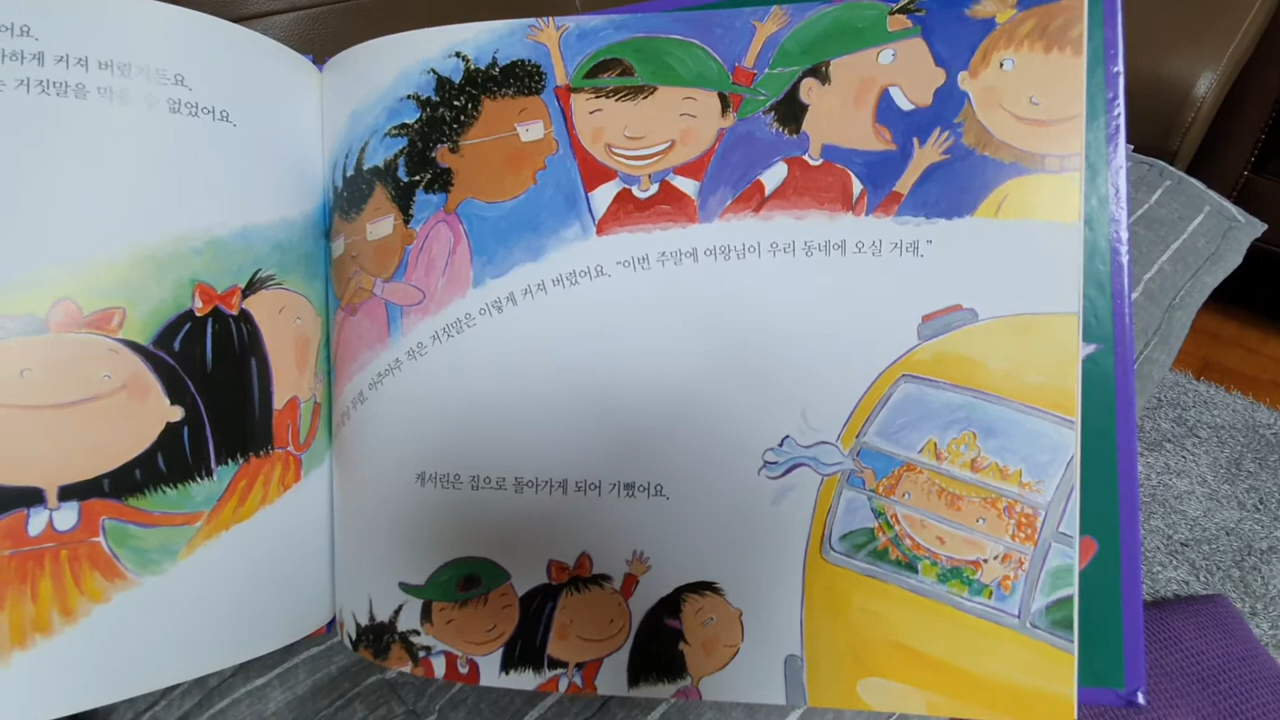 어요.
하게 커져 버렸거든요.
는 거짓말을 막을 수 없었어요.
무렵, 아주아주 작은 거짓말은 이렇게 커져 버렸어요. “이번 주말에 여왕님이 우리 동네에 오실 거래.”
캐서린은 집으로 돌아가게 되어 기뻤어요.